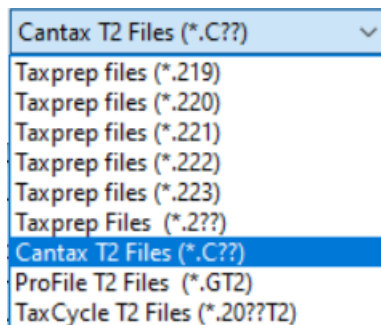 Cantax T2 Files (*.C??)
Taxprep files (*.219)
Taxprep files (*.220)
Taxprep files (*.221)
Taxprep files (*.222)
Taxprep files (*.223)
Taxprep Files  (*.2??)
Cantax T2 Files (*.C??)
ProFile T2 Files  (*.GT2)
TaxCycle T2 Files (*.20??T2)